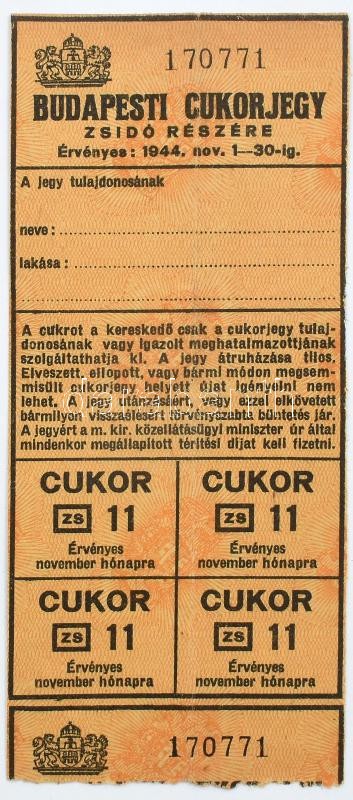 170771
BUDAPESTI CUKORJEGY
ZSIDÓ RÉSZÉRE
Érvényes: 1944. nov. 1—30-ig.
A jegy tulajdonosának
neve:
lakása:
A cukrot a kereskedő csak a cukorjegy tulaj-
donosának vagy igazolt meghatalmazottjának
szolgáltathatja ki. A jegy átruházása tilos.
Elveszett, ellopott, vagy bármi módon megsem-
misült cukorjegy helyett újat igényelni nem
lehet. A jegy utánzásáért, vagy ezzel elkövetett
bármilyen visszaélésért törvényszabta büntetés jár.
A jegyért a m. kir. közellátásügyi miniszter úr által
mindenkor megállapított térítési díjat kell fizetni.
CUKOR CUKOR
ZS 11 ZS 11
Érvényes Érvényes
november hónapra november hónapra
CUKOR CUKOR
ZS 11 ZS 11
Érvényes Érvényes
november hónapra november hónapra
170771